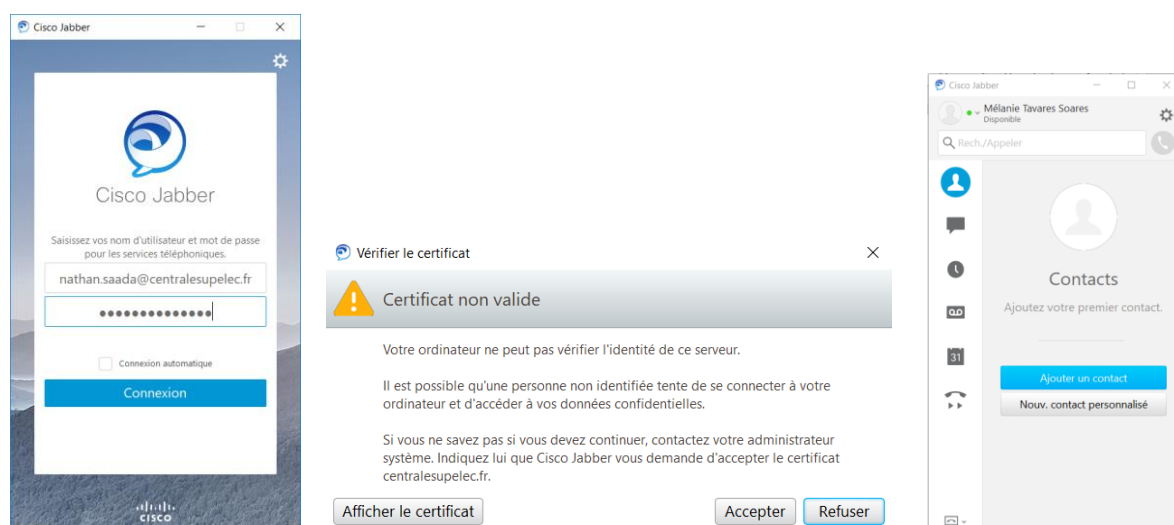 Cisco Jabber
Cisco Jabber
Saisissez vos nom d'utilisateur et mot de passe
pour les services téléphoniques.
nathan.saada@centralesupelec.fr
Connexion automatique
Connexion
CISCO
Vérifier le certificat
Certificat non valide
Votre ordinateur ne peut pas vérifier l'identité de ce serveur.
Il est possible qu'une personne non identifiée tente de se connecter à votre
ordinateur et d'accéder à vos données confidentielles.
Si vous ne savez pas si vous devez continuer, contactez votre administrateur
système. Indiquez lui que Cisco Jabber vous demande d'accepter le certificat
centralesupelec.fr.
Afficher le certificat
Accepter
Refuser
Cisco Jabber
Mélanie Tavares Soares
Disponible
Rech./Appeler
31
Contacts
Ajoutez votre premier contact.
Ajouter un contact
Nouv. contact personnalisé